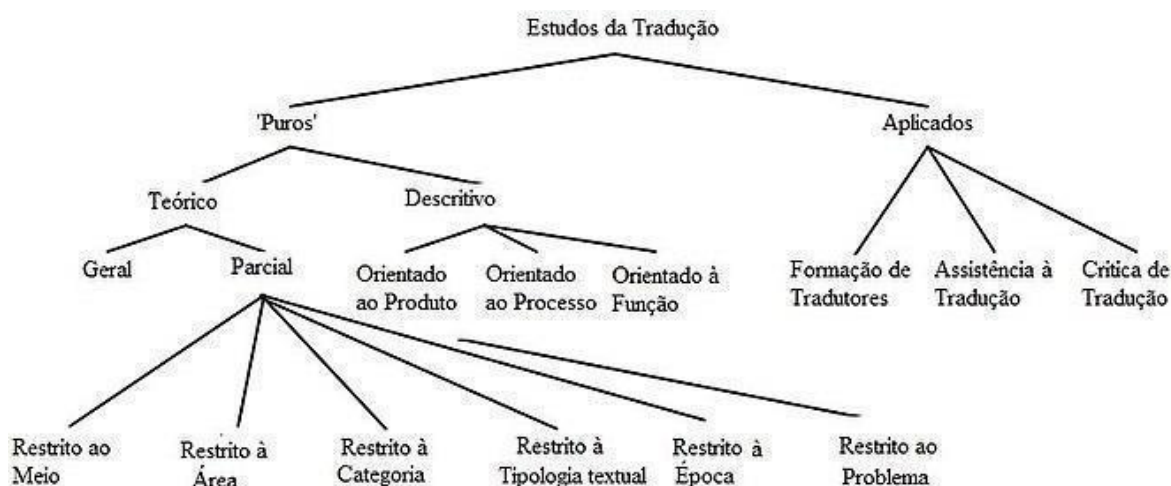 Estudos da Tradução
'Puros'
Aplicados
Teórico
Descritivo
Geral
Parcial
Orientado
ao Produto
Orientado
ao Processo
Orientado à
Função
Formação de
Tradutores
Assistência à
Tradução
Critica de
Tradução
Restrito ao
Meio
Restrito à
Área
Restrito à
Categoria
Restrito à
Tipologia textual
Restrito à
Época
Restrito ao
Problema